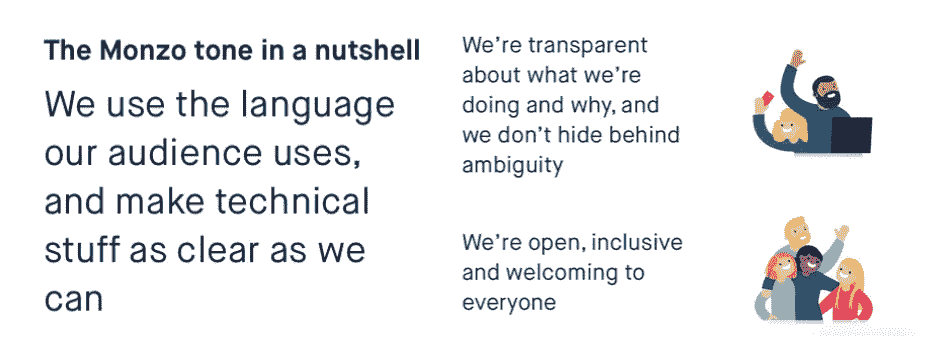 The Monzo tone in a nutshell
We use the language
our audience uses,
and make technical
stuff as clear as we
can
We're transparent
about what we're
doing and why, and
we don't hide behind
ambiguity
We're open, inclusive
and welcoming to
everyone